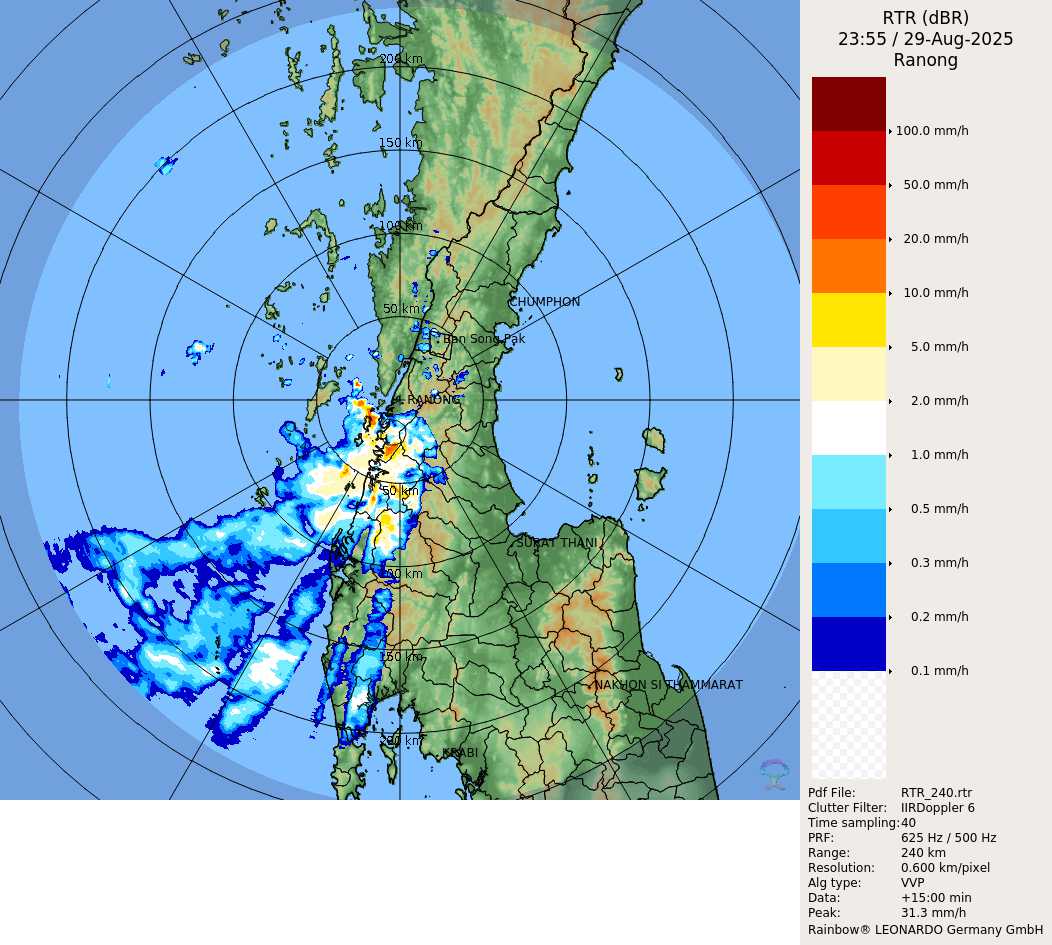 RTR (dBR)
23:55 / 29-Aug-2025
Ranong
200 km
150 km
100 km
50 km
CHUMPHON
Ban Song Pak
RANONG
50 km
SURAT THANI
100 km
150 km
NAKHON SI THAMMARAT
200 km
KRABI
100.0 mm/h
50.0 mm/h
20.0 mm/h
10.0 mm/h
5.0 mm/h
2.0 mm/h
1.0 mm/h
0.5 mm/h
0.3 mm/h
0.2 mm/h
0.1 mm/h
Pdf File: RTR_240.rtr
Clutter Filter: IIRDoppler 6
Time sampling: 40
PRF: 625 Hz / 500 Hz
Range: 240 km
Resolution: 0.600 km/pixel
Alg type: VVP
Data: +15:00 min
Peak: 31.3 mm/h
Rainbow® LEONARDO Germany GmbH